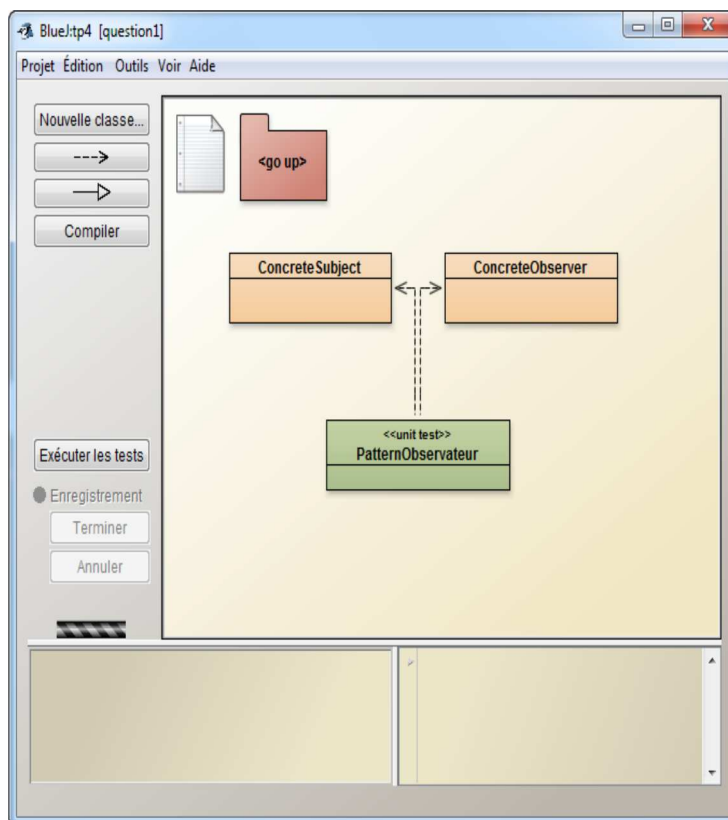 BlueJ:tp4 [question1]
Projet Édition Outils Voir Aide
Nouvelle classe...
<go up>
Compiler
ConcreteSubject
ConcreteObserver
<<unit test>>
PatternObservateur
Exécuter les tests
Enregistrement
Terminer
Annuler